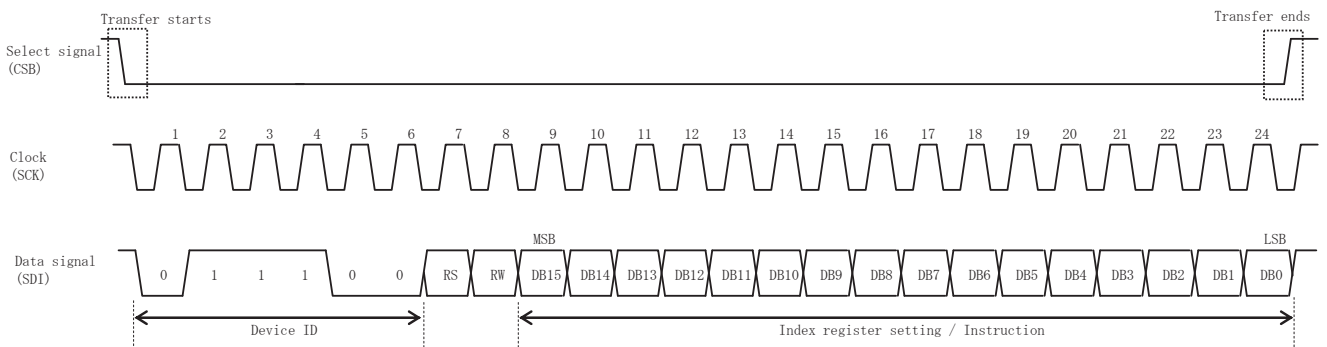 Transfer starts
Transfer ends
Select signal
(CSB)
1 2 3 4 5 6 7 8 9 10 11 12 13 14 15 16 17 18 19 20 21 22 23 24
Clock
(SCK)
MSB
LSB
Data signal
(SDI)
0 1 1 1 0 0 RS RW DB15 DB14 DB13 DB12 DB11 DB10 DB9 DB8 DB7 DB6 DB5 DB4 DB3 DB2 DB1 DB0
Device ID
Index register setting / Instruction